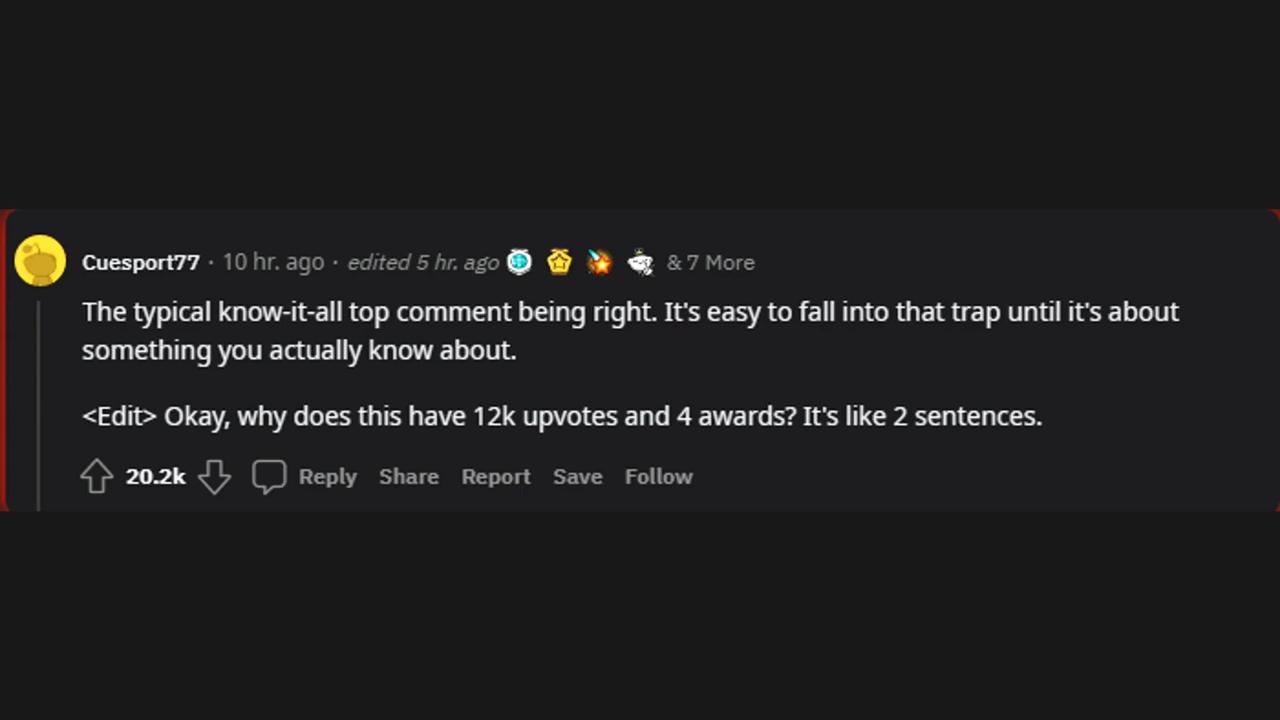 Cuesport77 · 10 hr. ago · edited 5 hr. ago & 7 More
The typical know-it-all top comment being right. It's easy to fall into that trap until it's about
something you actually know about.
<Edit> Okay, why does this have 12k upvotes and 4 awards? It's like 2 sentences.
20.2k Reply Share Report Save Follow